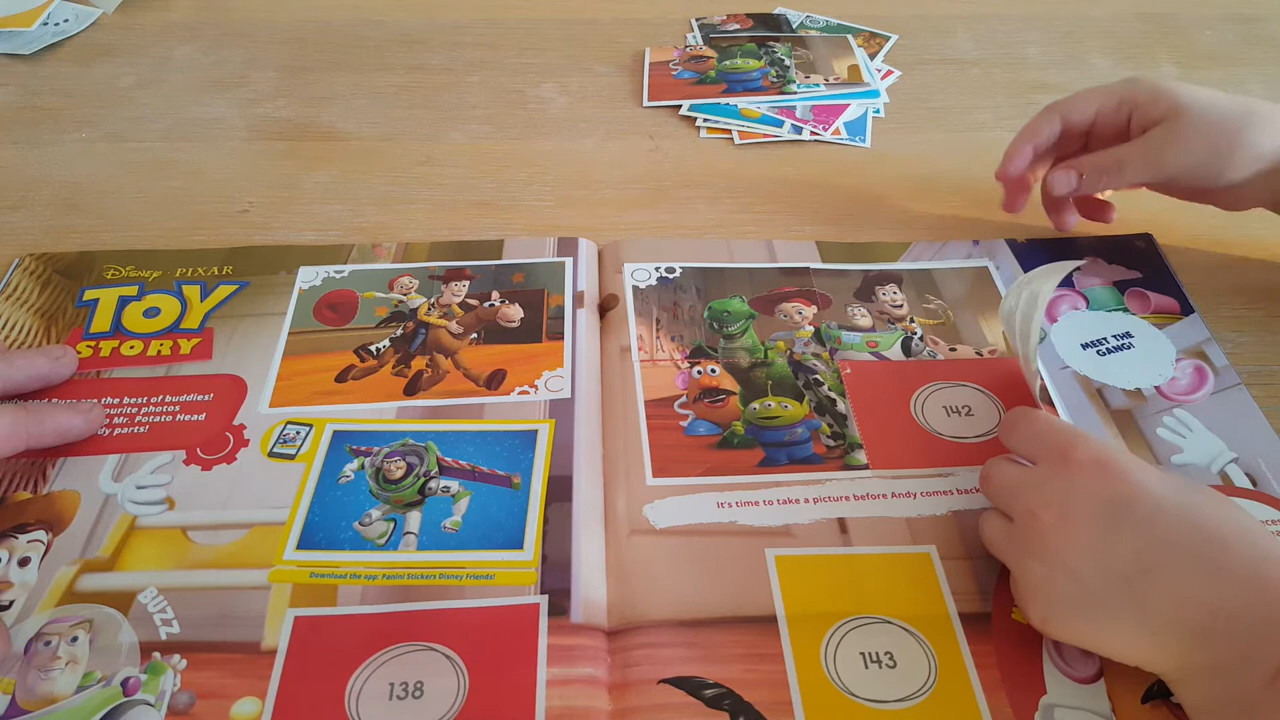 Disney · PIXAR
TOY
STORY
and Buzz are the best of buddies!
ourite photos
o Mr. Potato Head
dy parts!
Download the app: Panini Stickers Disney Friends!
BUZZ
138
142
It's time to take a picture before Andy comes back
143
MEET THE
GANG!